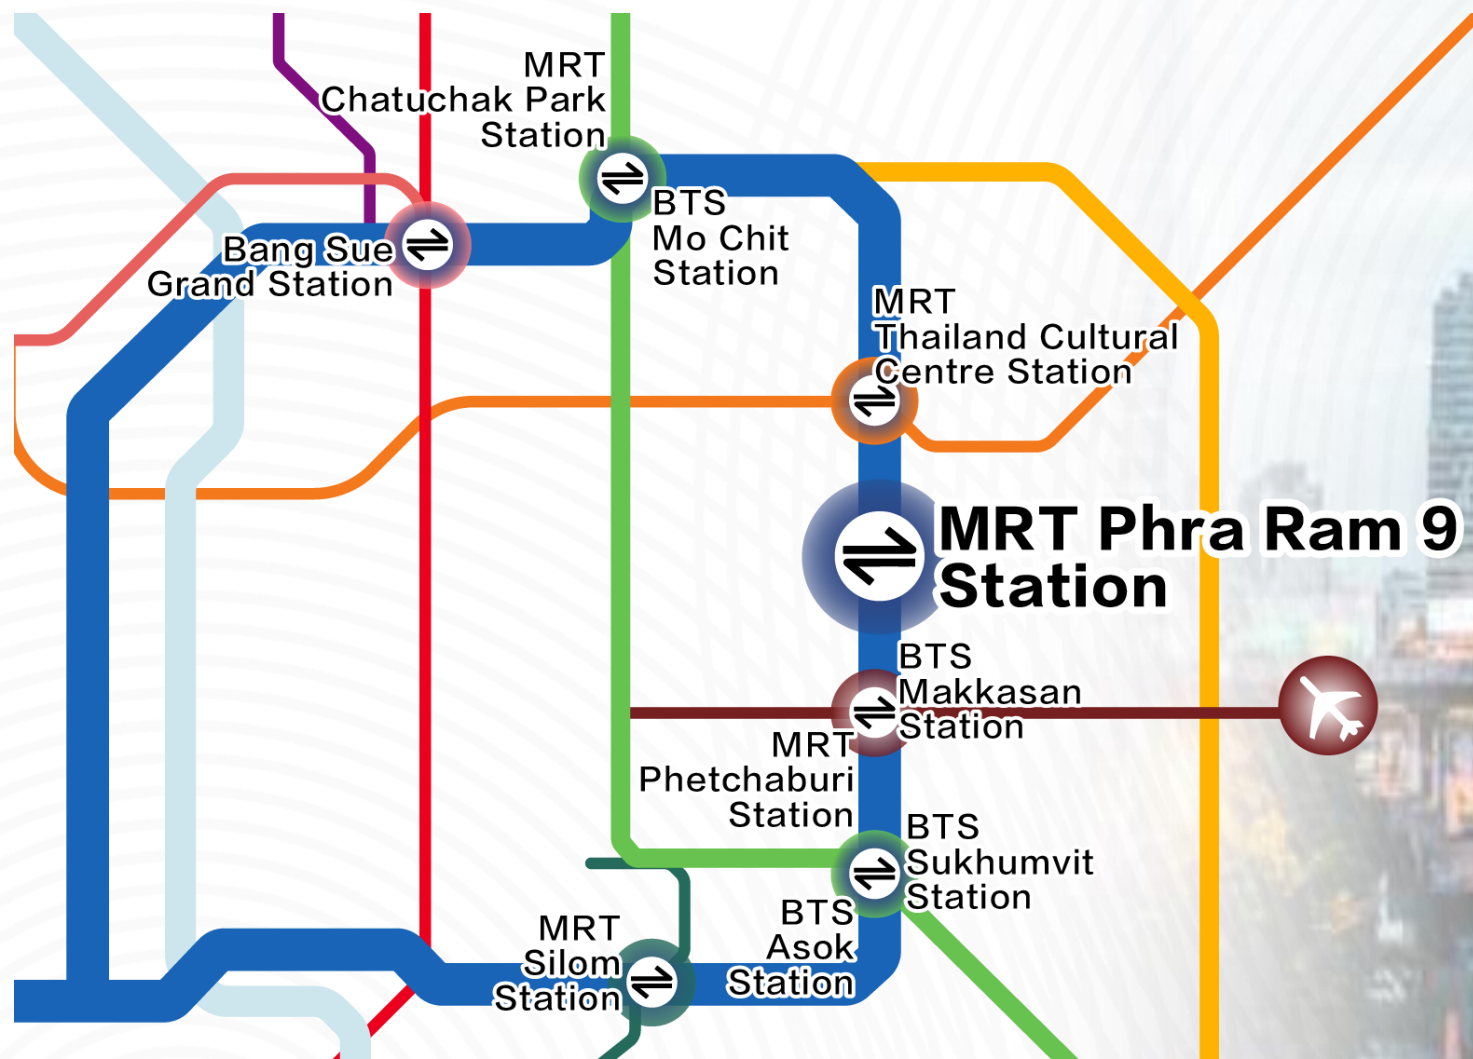 MRT
Chatuchak Park
Station
BTS
Mo Chit
Station
Bang Sue
Grand Station
MRT
Thailand Cultural
Centre Station
MRT Phra Ram 9
Station
BTS
Makkasan
Station
MRT
Phetchaburi
Station
BTS
Sukhumvit
Station
BTS
Asok
Station
MRT
Silom
Station